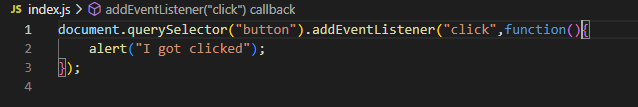 JS index.js > addEventListener("click") callback
1 document.querySelector("button").addEventListener("click",function(){
2 alert("I got clicked");
3 });
4